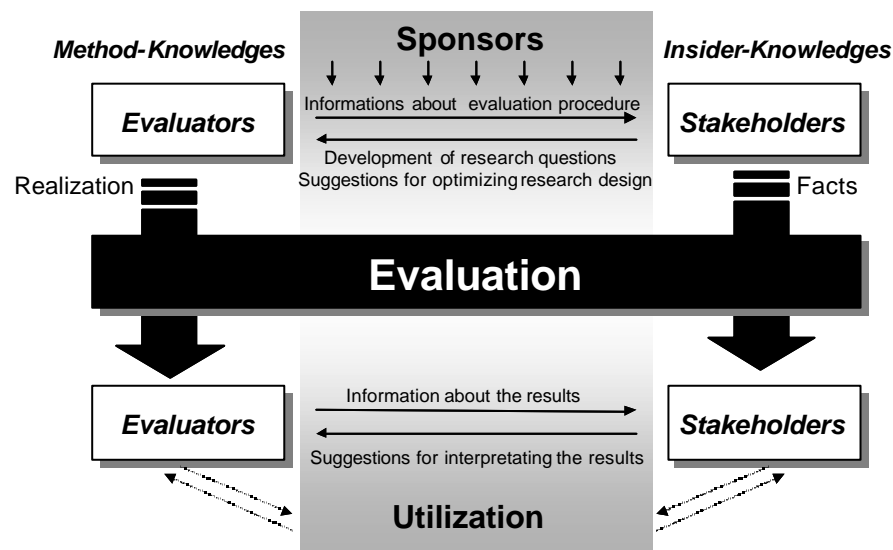 Sponsors
Method-Knowledges
Insider-Knowledges
Informations about evaluation procedure
Evaluators
Stakeholders
Development of research questions
Suggestions for optimizing research design
Realization
Facts
Evaluation
Information about the results
Evaluators
Stakeholders
Suggestions for interpretating the results
Utilization